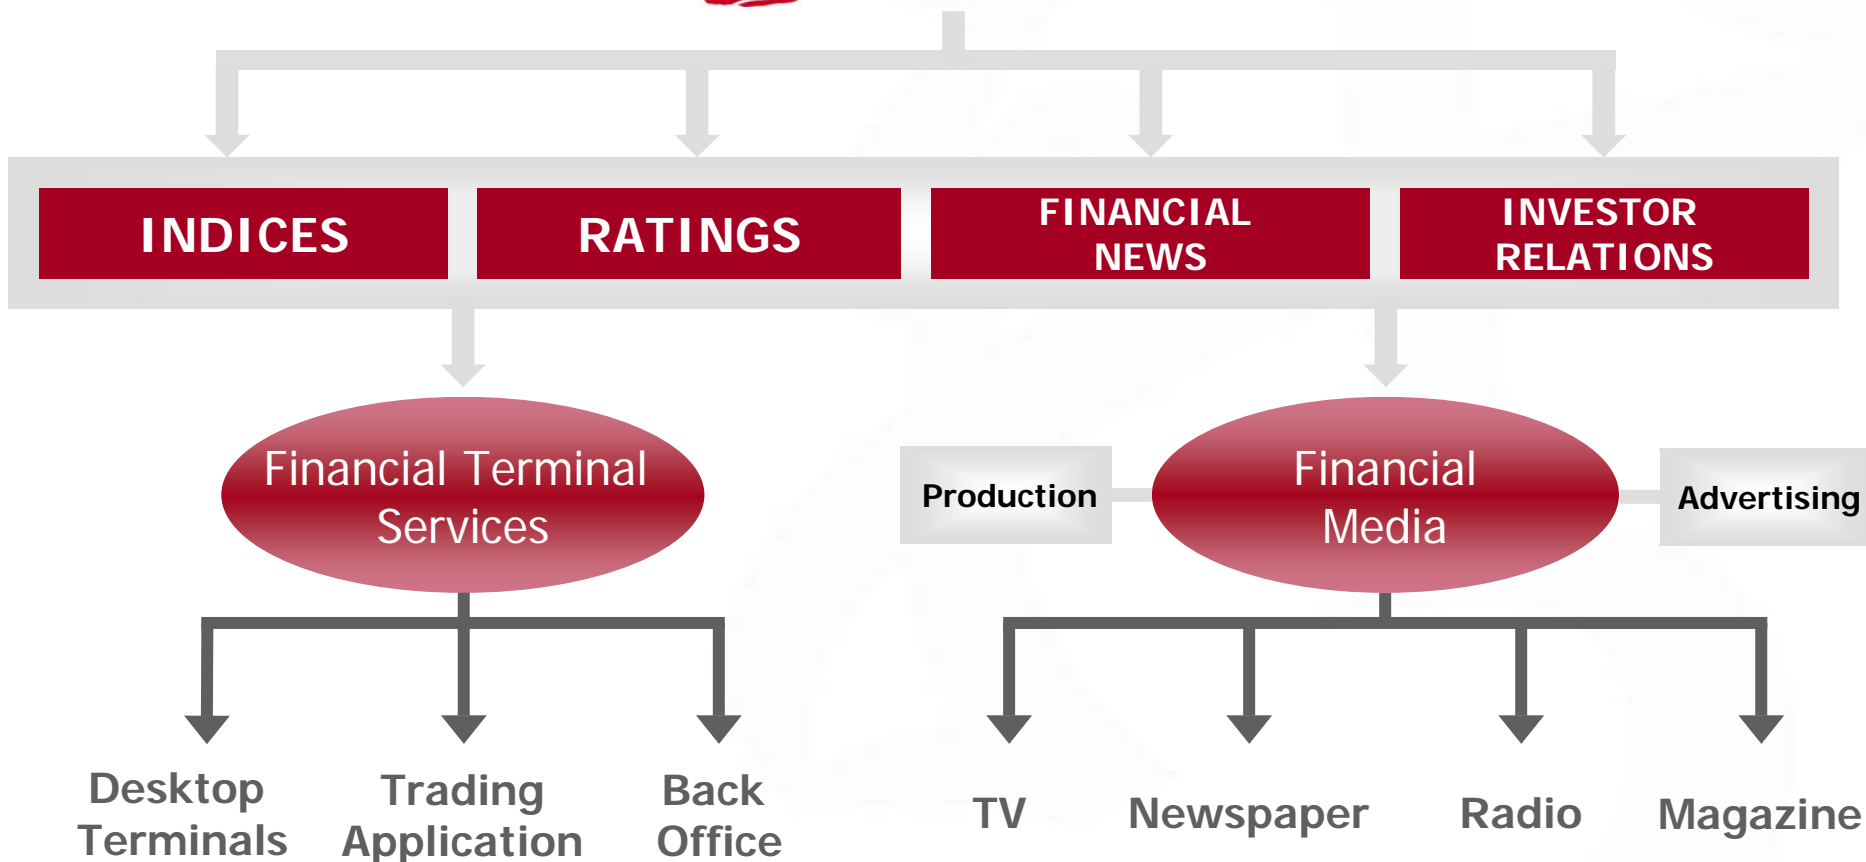 INDICES
RATINGS
FINANCIAL
NEWS
INVESTOR
RELATIONS
Financial Terminal
Services
Production
Financial
Media
Advertising
Desktop
Terminals
Trading
Application
Back
Office
TV
Newspaper
Radio
Magazine